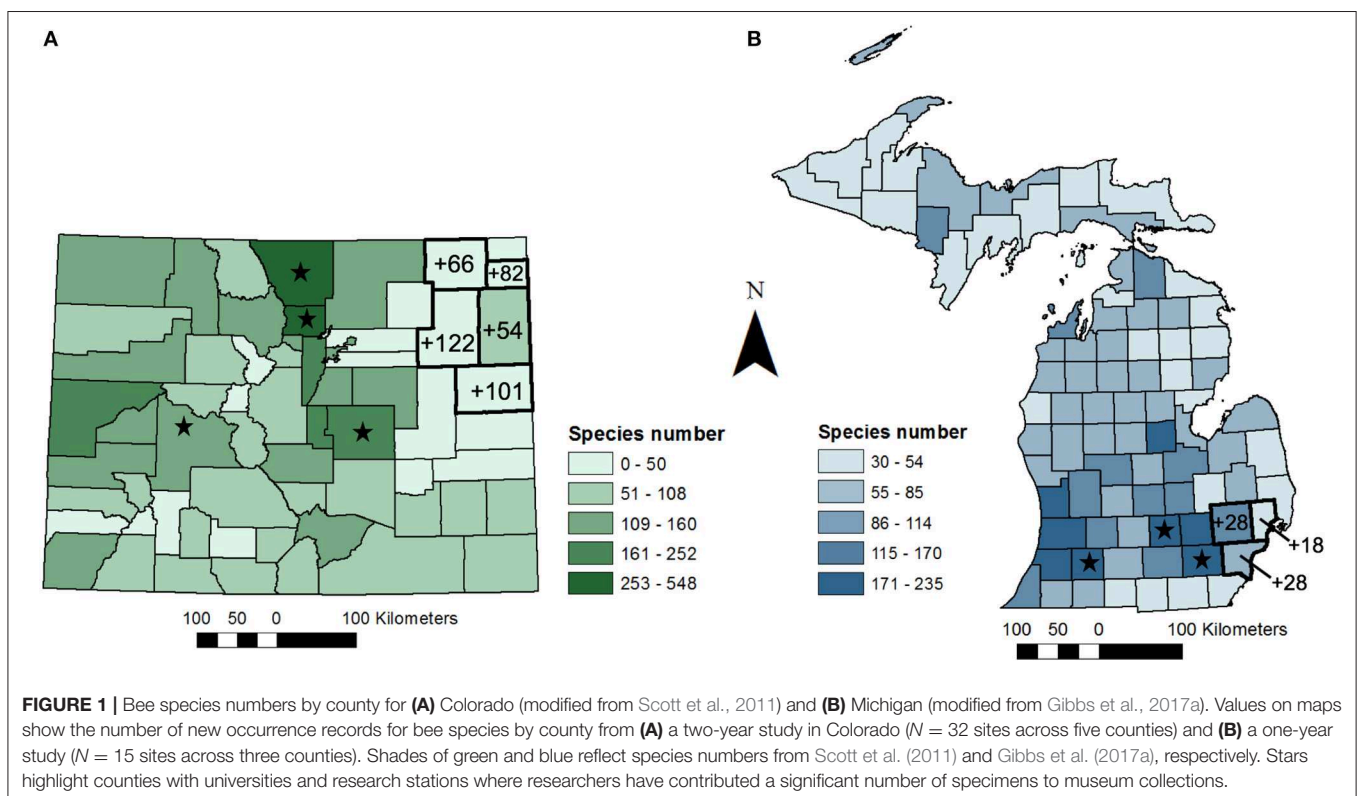 A
B
+66
+82
+122
+54
+101
N
Species number
0 - 50
51 - 108
109 - 160
161 - 252
253 - 548
Species number
30 - 54
55 - 85
86 - 114
115 - 170
171 - 235
+28
+18
+28
100 50 0 100 Kilometers
100 50 0 100 Kilometers
FIGURE 1 | Bee species numbers by county for (A) Colorado (modified from Scott et al., 2011) and (B) Michigan (modified from Gibbs et al., 2017a). Values on maps
show the number of new occurrence records for bee species by county from (A) a two-year study in Colorado (N = 32 sites across five counties) and (B) a one-year
study (N = 15 sites across three counties). Shades of green and blue reflect species numbers from Scott et al. (2011) and Gibbs et al. (2017a), respectively. Stars
highlight counties with universities and research stations where researchers have contributed a significant number of specimens to museum collections.